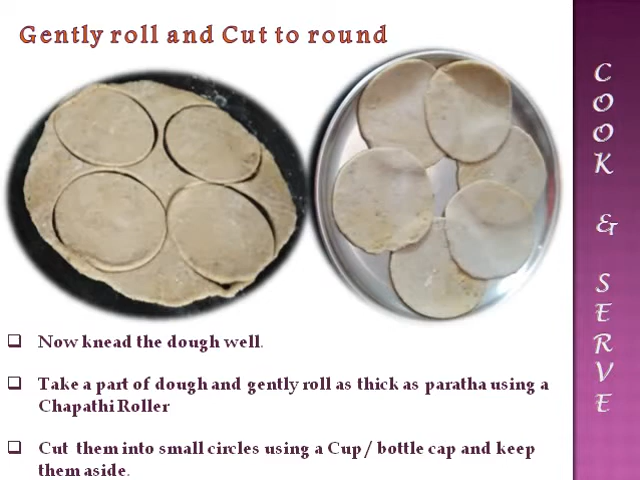 Gently roll and Cut to round
Now knead the dough well.
Take a part of dough and gently roll as thick as paratha using a
Chapathi Roller
Cut them into small circles using a Cup / bottle cap and keep
them aside.
COOK & SERVE